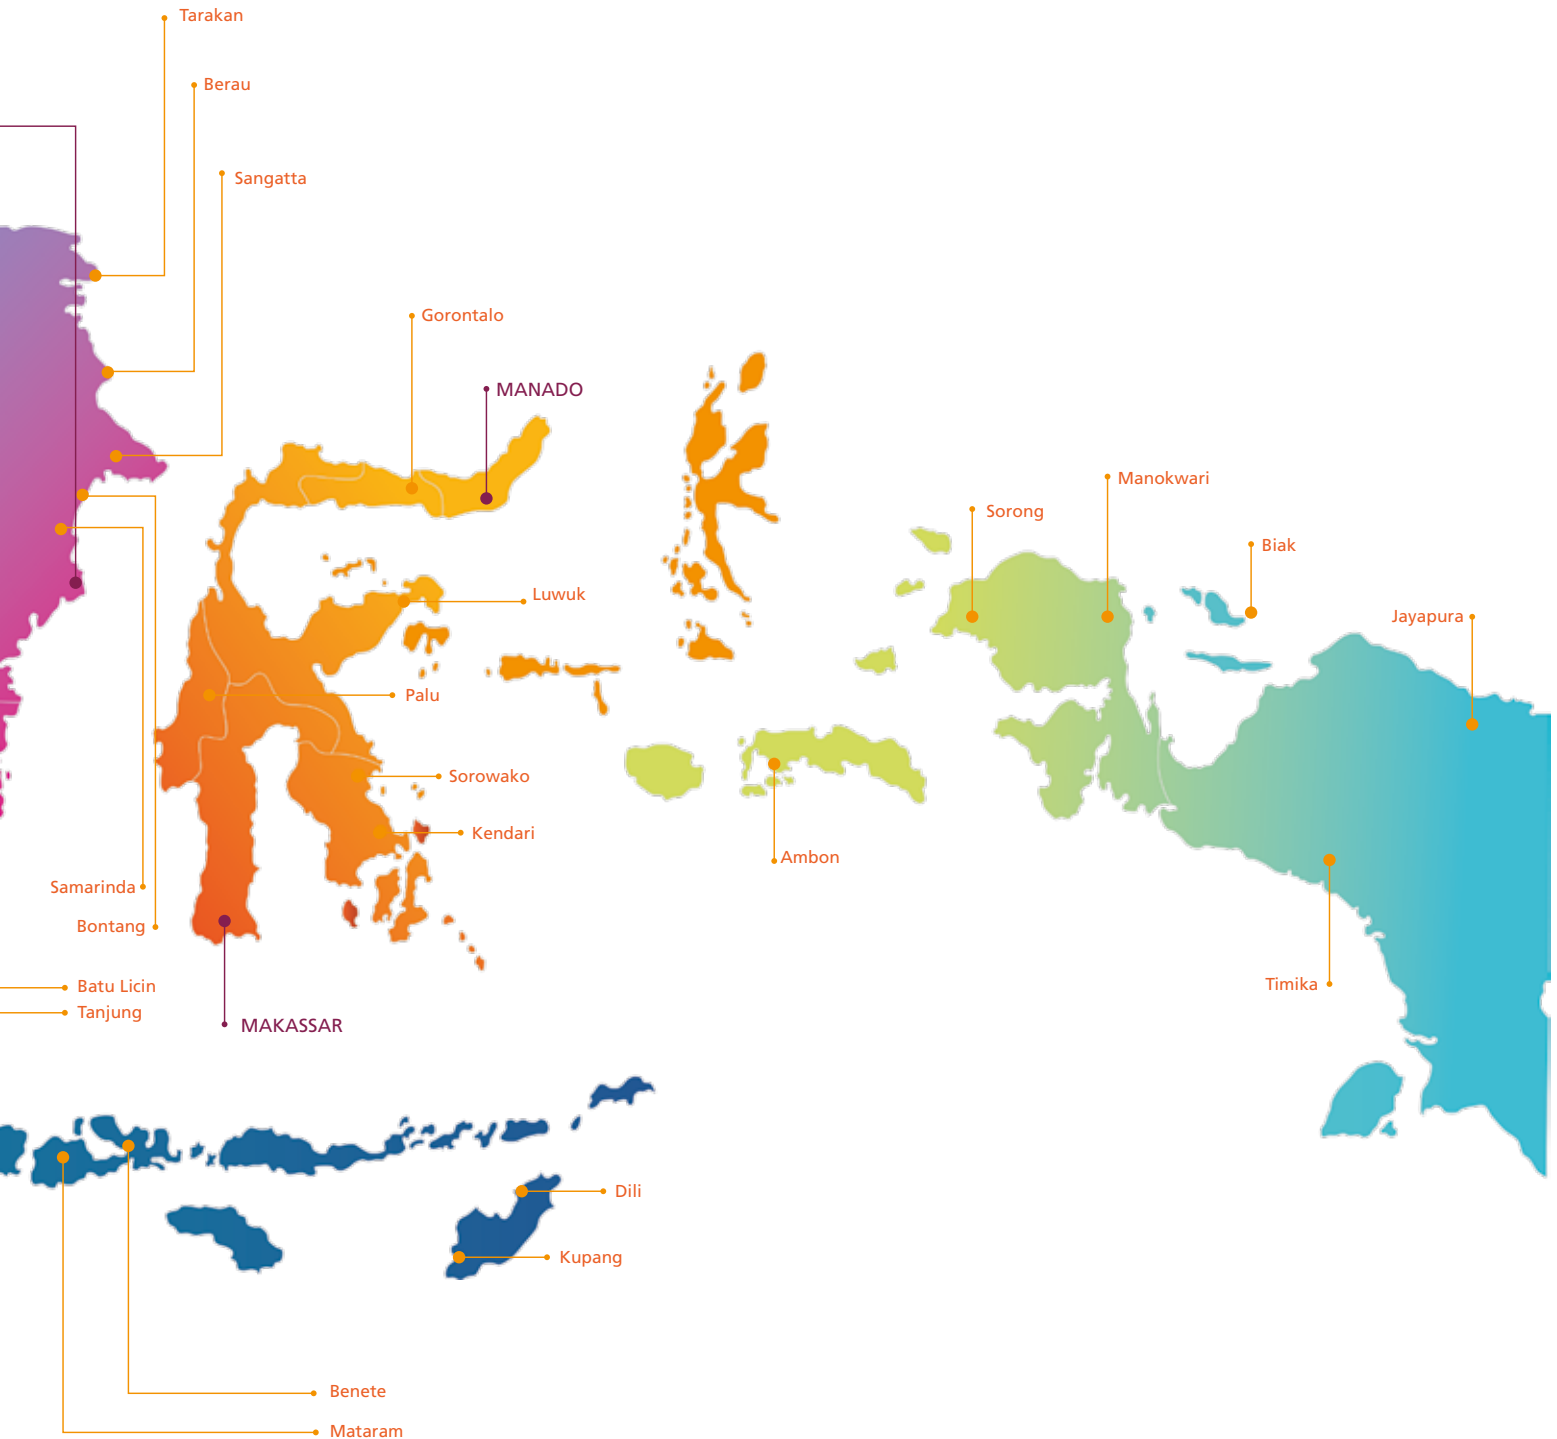 Tarakan
Berau
Sangatta
Gorontalo
MANADO
Manokwari
Sorong
Biak
Luwuk
Jayapura
Palu
Sorowako
Kendari
Ambon
Samarinda
Bontang
Batu Licin
Timika
Tanjung
MAKASSAR
Dili
Kupang
Benete
Mataram